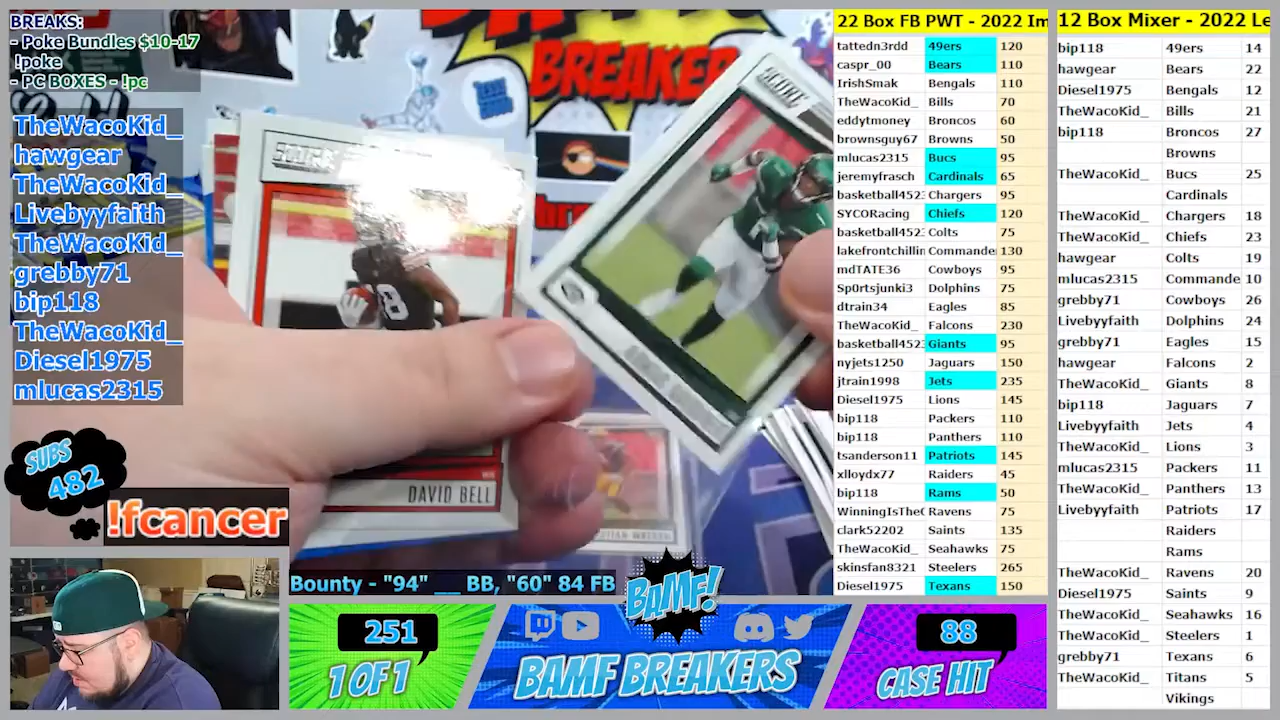 BREAKS:
- Poke Bundles $10-17
!poke
- PC BOXES - !pc
TheWacoKid_
hawgear
TheWacoKid_
Livebyyfaith
TheWacoKid_
grebby71
bip118
TheWacoKid_
Diesel1975
mlucas2315
SUBS
482
!fcancer
BREAKER
SCORE
SCORE
DAVID BELL
WR
Bounty - "94" __ BB, "60" 84 FB
BAMF!
251
1 OF 1
BAMF BREAKERS
88
CASE HIT
22 Box FB PWT - 2022 Im
tattedn3rdd 49ers 120
caspr_00 Bears 110
IrishSmak Bengals 110
TheWacoKid_ Bills 70
eddytmoney Broncos 60
brownsguy67 Browns 50
mlucas2315 Bucs 95
jeremyfrasch Cardinals 65
basketball452 Chargers 95
SYCORacing Chiefs 120
basketball452 Colts 75
lakefrontchillin Commande 130
mdTATE36 Cowboys 95
Sp0rtsjunki3 Dolphins 75
dtrain34 Eagles 85
TheWacoKid_ Falcons 230
basketball452 Giants 95
nyjets1250 Jaguars 150
jtrain1998 Jets 235
Diesel1975 Lions 145
bip118 Packers 110
bip118 Panthers 110
tsanderson11 Patriots 145
xlloydx77 Raiders 45
bip118 Rams 50
WinningIsTheO Ravens 75
clark52202 Saints 135
TheWacoKid_ Seahawks 75
skinsfan8321 Steelers 265
Diesel1975 Texans 150
12 Box Mixer - 2022 Le
bip118 49ers 14
hawgear Bears 22
Diesel1975 Bengals 12
TheWacoKid_ Bills 21
bip118 Broncos 27
Browns
TheWacoKid_ Bucs 25
Cardinals
TheWacoKid_ Chargers 18
TheWacoKid_ Chiefs 23
hawgear Colts 19
mlucas2315 Commande 10
grebby71 Cowboys 26
Livebyyfaith Dolphins 24
grebby71 Eagles 15
hawgear Falcons 2
TheWacoKid_ Giants 8
bip118 Jaguars 7
Livebyyfaith Jets 4
TheWacoKid_ Lions 3
mlucas2315 Packers 11
TheWacoKid_ Panthers 13
Livebyyfaith Patriots 17
Raiders
Rams
TheWacoKid_ Ravens 20
Diesel1975 Saints 9
TheWacoKid_ Seahawks 16
TheWacoKid_ Steelers 1
grebby71 Texans 6
TheWacoKid_ Titans 5
Vikings